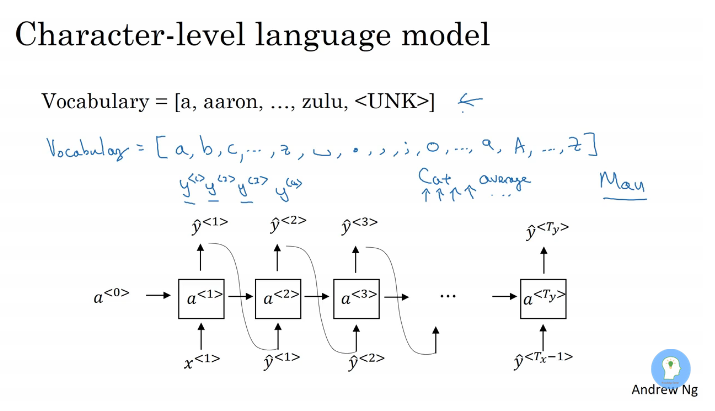 Character-level language model
Vocabulary = [a, aaron, …, zulu, <UNK>] ←
Vocabulary = [ a, b, c, …, z, ␣, ., ,, ;, 0, …, 9, A, …, Z ]
y<1> y<2> y<3> y<4> Cat average Mau
↑ ↑ ↑ ↑ …
ŷ<1> ŷ<2> ŷ<3> ŷ<Ty>
a<0> → a<1> → a<2> → a<3> → ⋯ → a<Ty>
x<1> ŷ<1> ŷ<2> ŷ<Tx−1>
Andrew Ng